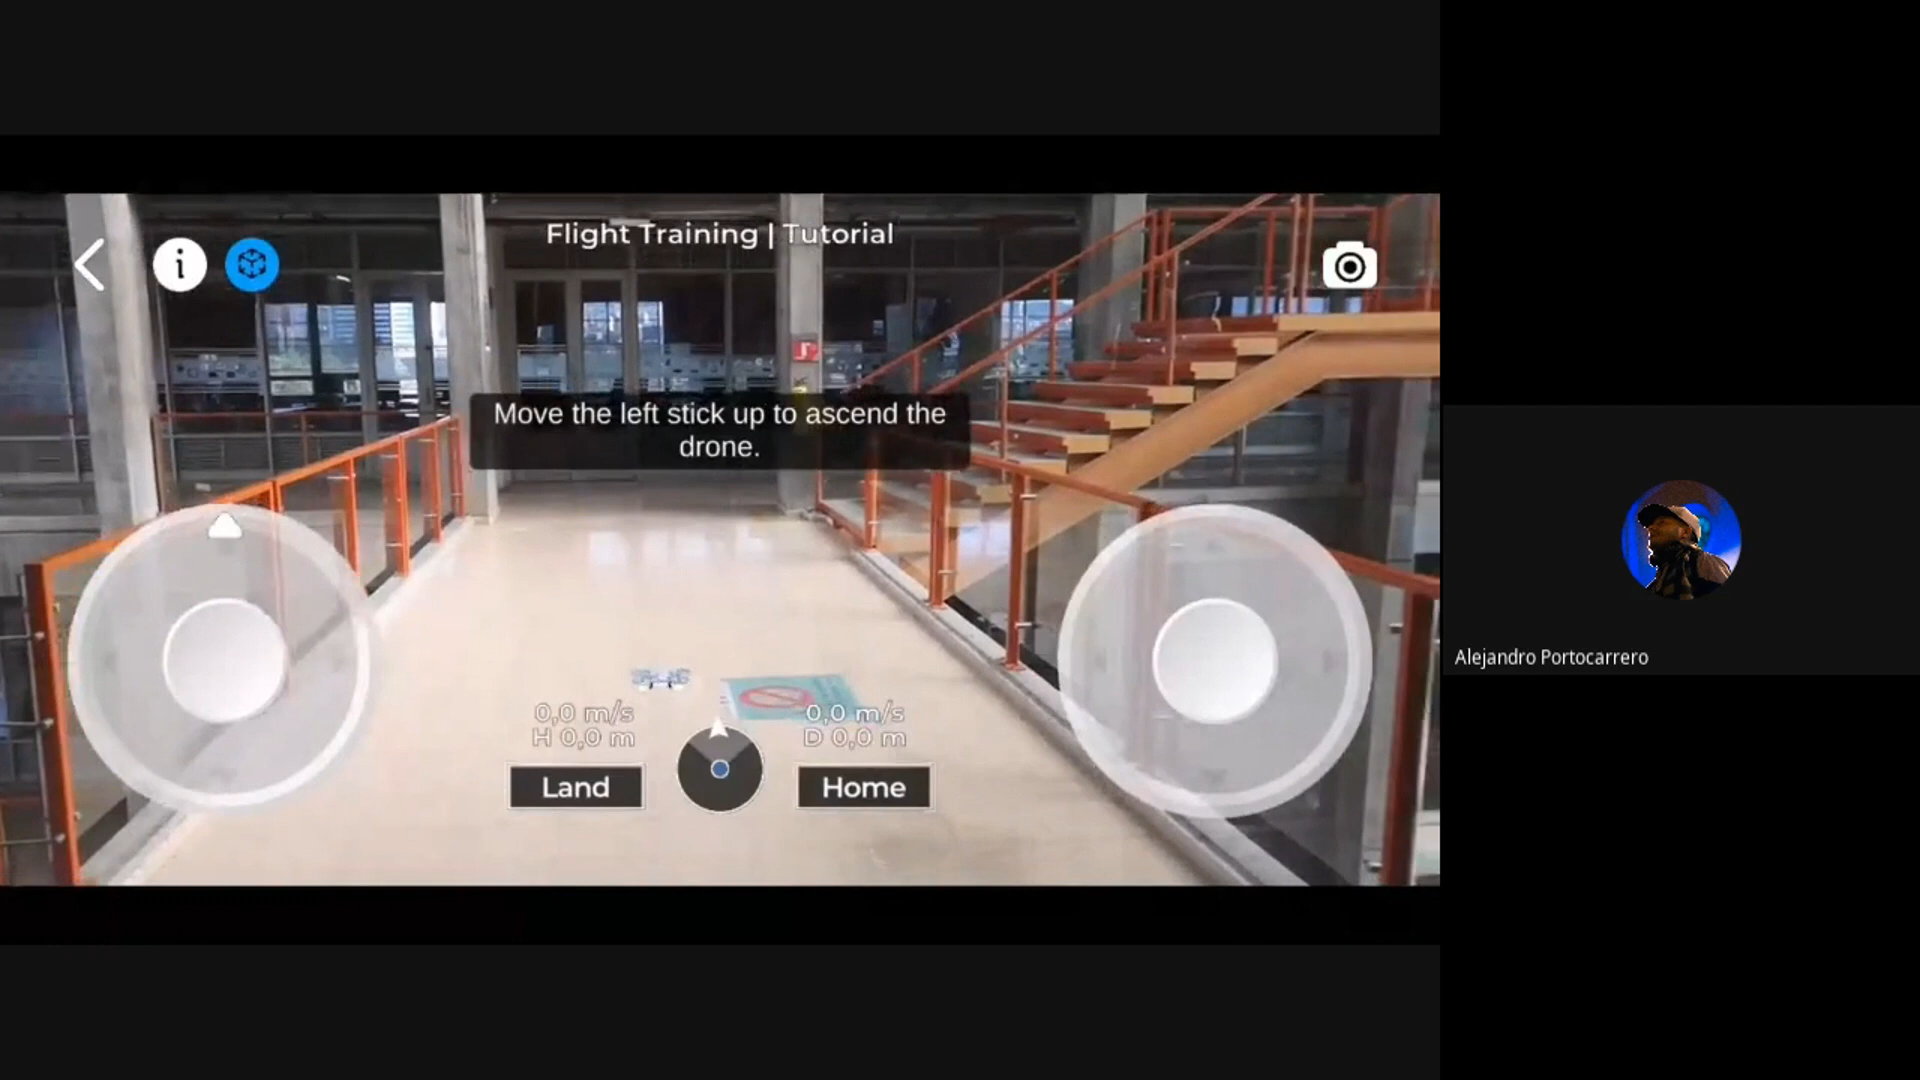 Flight Training | Tutorial
i
Move the left stick up to ascend the
drone.
0,0 m/s
H 0,0 m
0,0 m/s
D 0,0 m
Land
Home
Alejandro Portocarrero